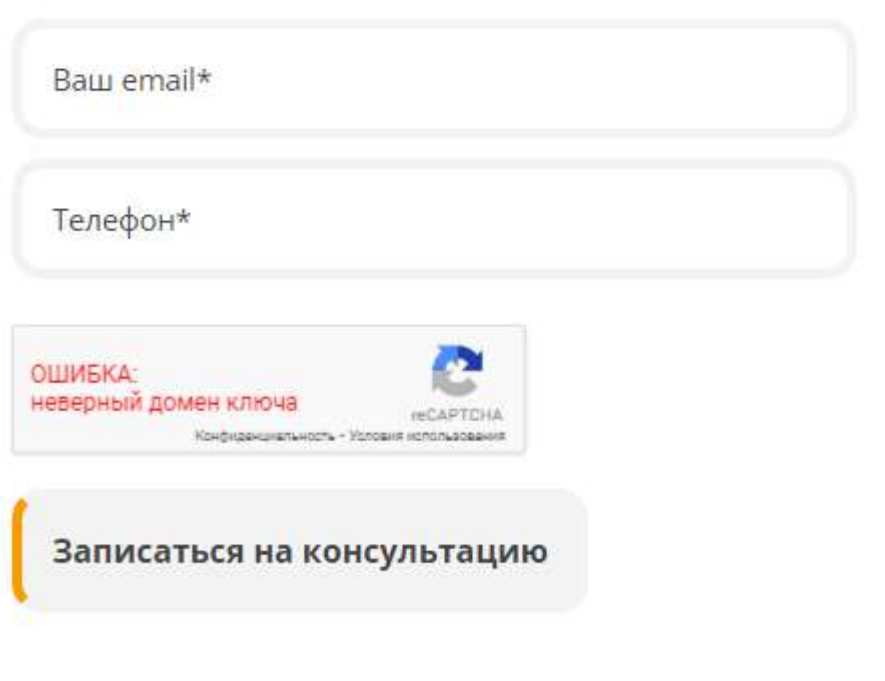 Ваш email*
Телефон*
ОШИБКА:
неверный домен ключа
reCAPTCHA
Конфиденциальность - Условия использования
Записаться на консультацию